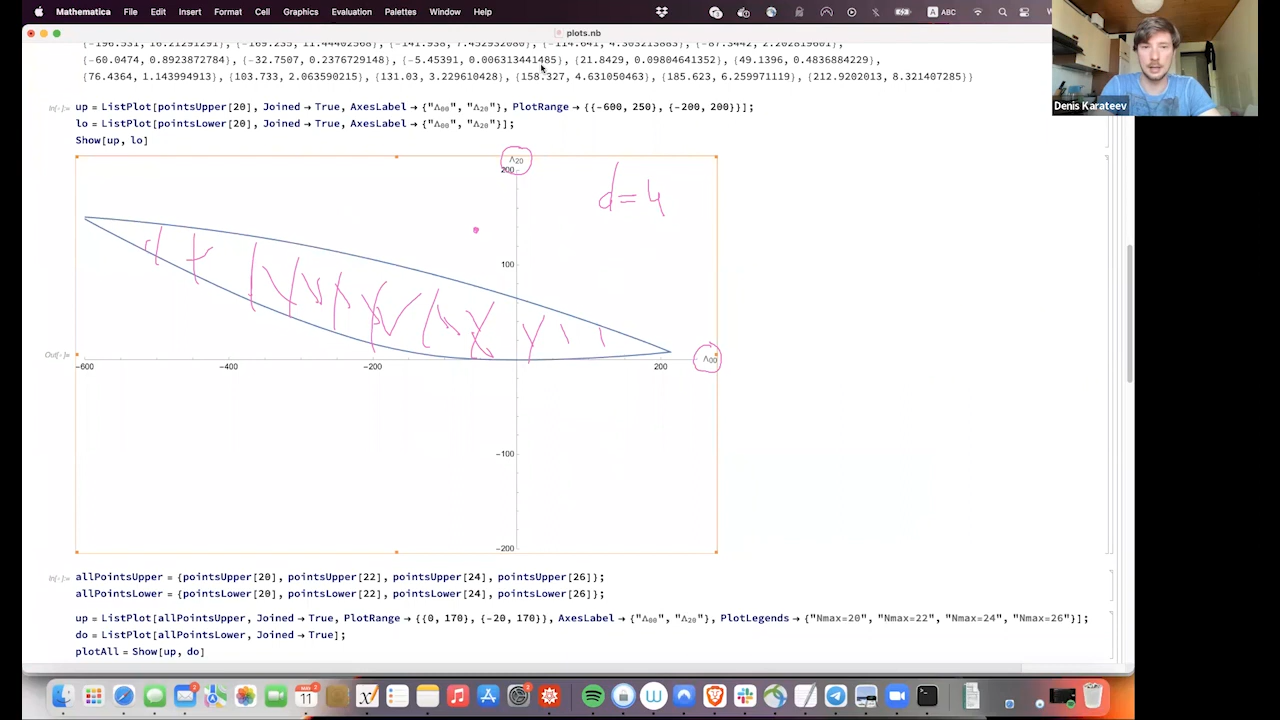 Mathematica File Edit Insert Format Cell Graphics Evaluation Palettes Window Help ABC
plots.nb
{-60.0474, 0.8923872784}, {-32.7507, 0.2376729148}, {-5.45391, 0.006313441485}, {21.8429, 0.09804641352}, {49.1396, 0.4836884229},
{76.4364, 1.143994913}, {103.733, 2.063590215}, {131.03, 3.229610428}, {158.327, 4.631050463}, {185.623, 6.259971119}, {212.9202013, 8.321407285}}
In[-]:= up = ListPlot[pointsUpper[20], Joined → True, AxesLabel → {"Λ₀₀", "Λ₂₀"}, PlotRange → {{-600, 250}, {-200, 200}}];
lo = ListPlot[pointsLower[20], Joined → True, AxesLabel → {"Λ₀₀", "Λ₂₀"}];
Show[up, lo]
Denis Karateev
Λ₂₀
200
d=4
100
Out[-]=
Λ₀₀
-600 -400 -200 200
-100
-200
In[-]:= allPointsUpper = {pointsUpper[20], pointsUpper[22], pointsUpper[24], pointsUpper[26]};
allPointsLower = {pointsLower[20], pointsLower[22], pointsLower[24], pointsLower[26]};
up = ListPlot[allPointsUpper, Joined → True, PlotRange → {{0, 170}, {-20, 170}}, AxesLabel → {"Λ₀₀", "Λ₂₀"}, PlotLegends → {"Nmax=20", "Nmax=22", "Nmax=24", "Nmax=26"}];
do = ListPlot[allPointsLower, Joined → True];
plotAll = Show[up, do]